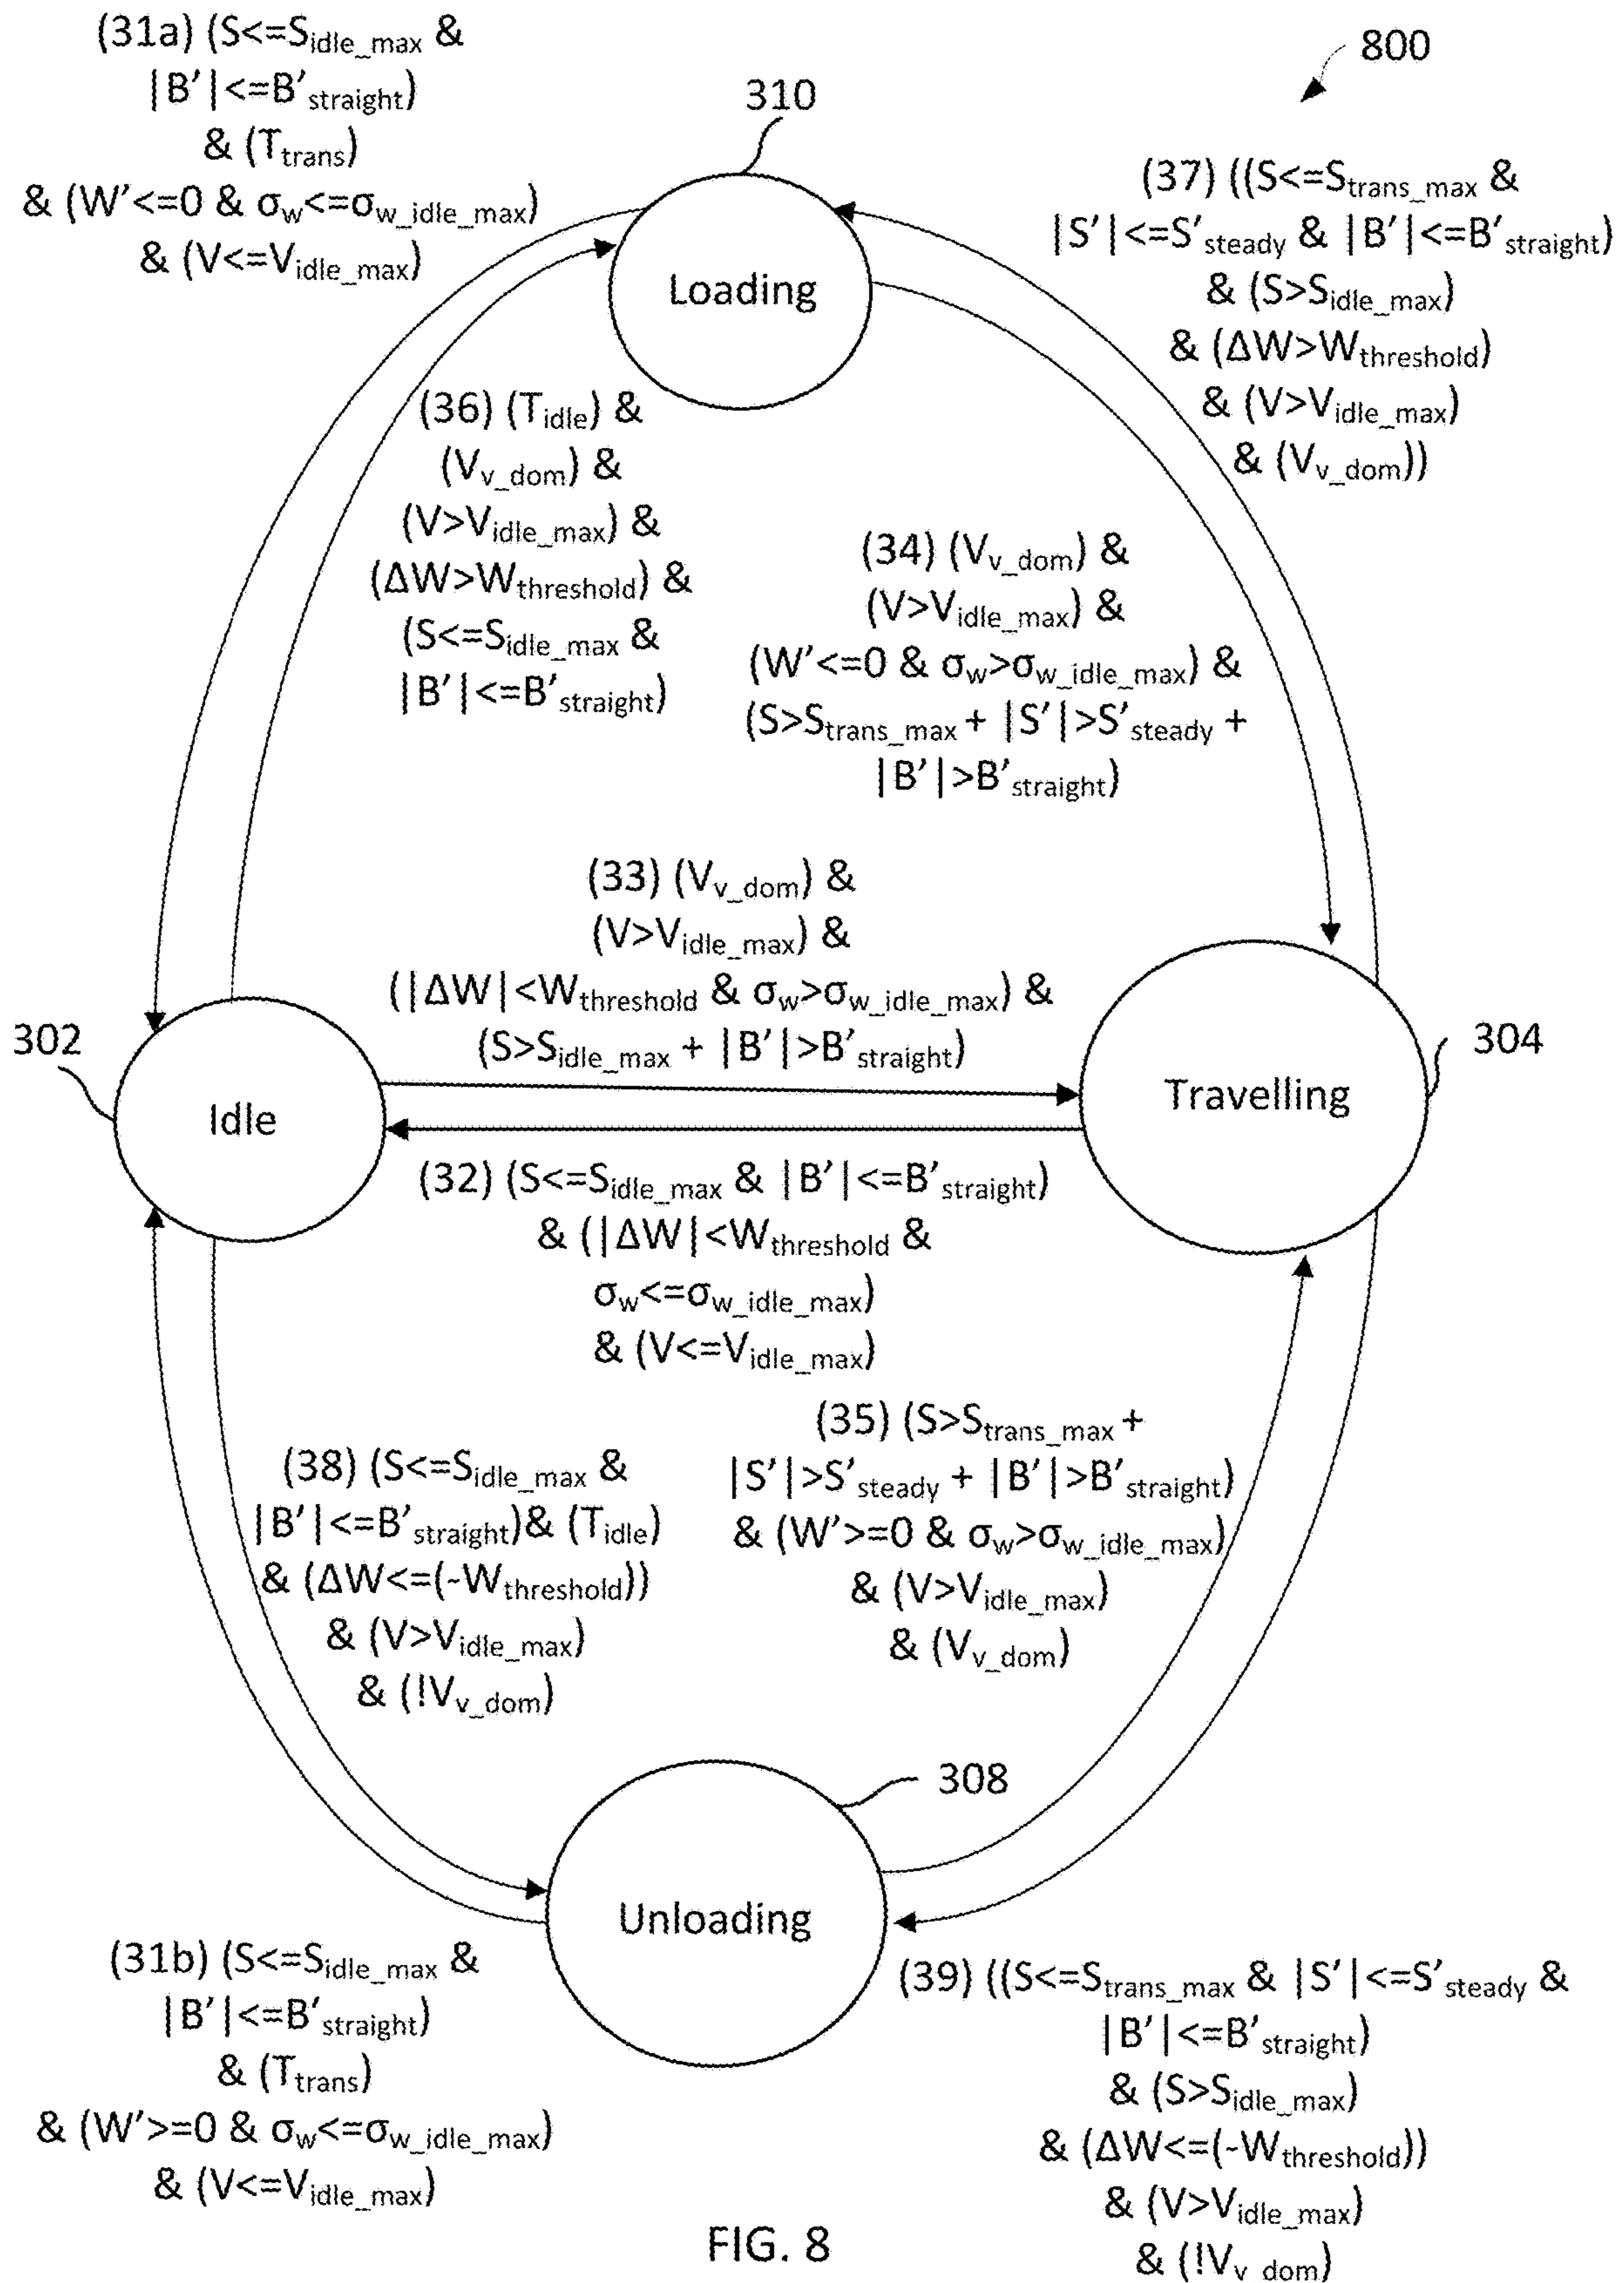 (31a) (S<=S_idle_max &
|B′|<=B′_straight)
& (T_trans)
& (W′<=0 & σ_w<=σ_w_idle_max)
& (V<=V_idle_max)
310
800
Loading
(37) ((S<=S_trans_max &
|S′|<=S′_steady & |B′|<=B′_straight)
& (S>S_idle_max)
& (ΔW>W_threshold)
& (V>V_idle_max)
& (V_v_dom))
(36) (T_idle) &
(V_v_dom) &
(V>V_idle_max) &
(ΔW>W_threshold) &
(S<=S_idle_max &
|B′|<=B′_straight)
(34) (V_v_dom) &
(V>V_idle_max) &
(W′<=0 & σ_w>σ_w_idle_max) &
(S>S_trans_max + |S′|>S′_steady +
|B′|>B′_straight)
(33) (V_v_dom) &
(V>V_idle_max) &
(|ΔW|<W_threshold & σ_w>σ_w_idle_max) &
(S>S_idle_max + |B′|>B′_straight)
302
Idle
304
Travelling
(32) (S<=S_idle_max & |B′|<=B′_straight)
& (|ΔW|<W_threshold &
σ_w<=σ_w_idle_max)
& (V<=V_idle_max)
(38) (S<=S_idle_max &
|B′|<=B′_straight)& (T_idle)
& (ΔW<=(-W_threshold))
& (V>V_idle_max)
& (!V_v_dom)
(35) (S>S_trans_max +
|S′|>S′_steady + |B′|>B′_straight)
& (W′>=0 & σ_w>σ_w_idle_max)
& (V>V_idle_max)
& (V_v_dom)
308
Unloading
(31b) (S<=S_idle_max &
|B′|<=B′_straight)
& (T_trans)
& (W′>=0 & σ_w<=σ_w_idle_max)
& (V<=V_idle_max)
(39) ((S<=S_trans_max & |S′|<=S′_steady &
|B′|<=B′_straight)
& (S>S_idle_max)
& (ΔW<=(-W_threshold))
& (V>V_idle_max)
& (!V_v_dom)
FIG. 8